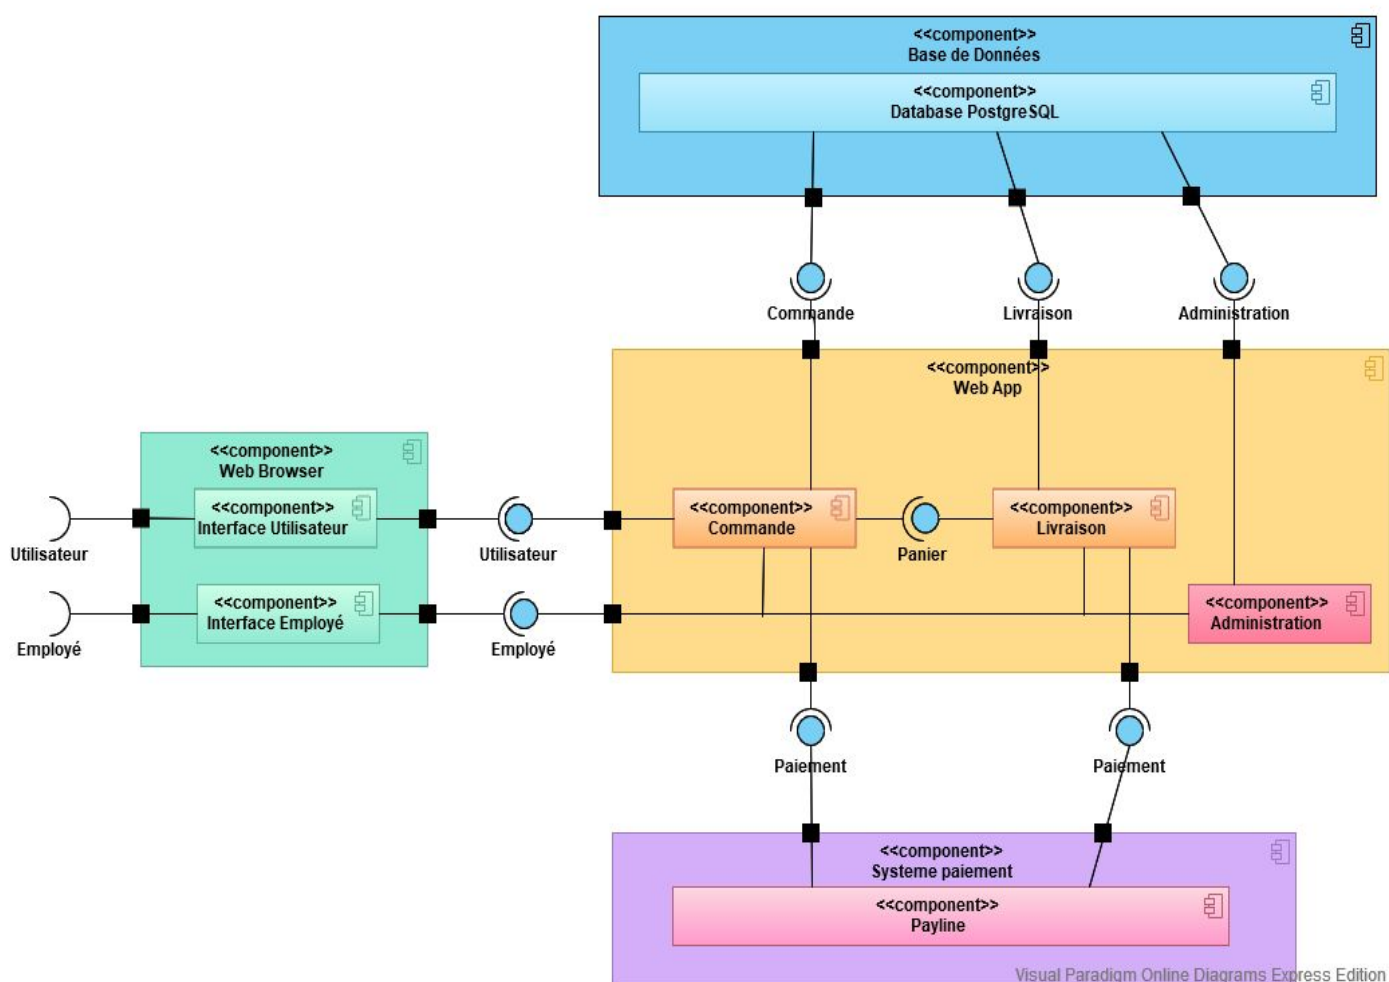 <<component>>
Base de Données
<<component>>
Database PostgreSQL
Commande
Livraison
Administration
<<component>>
Web App
<<component>>
Web Browser
<<component>>
Interface Utilisateur
<<component>>
Commande
<<component>>
Livraison
Utilisateur
Utilisateur
Panier
<<component>>
Interface Employé
<<component>>
Administration
Employé
Employé
Paiement
Paiement
<<component>>
Systeme paiement
<<component>>
Payline
Visual Paradigm Online Diagrams Express Edition